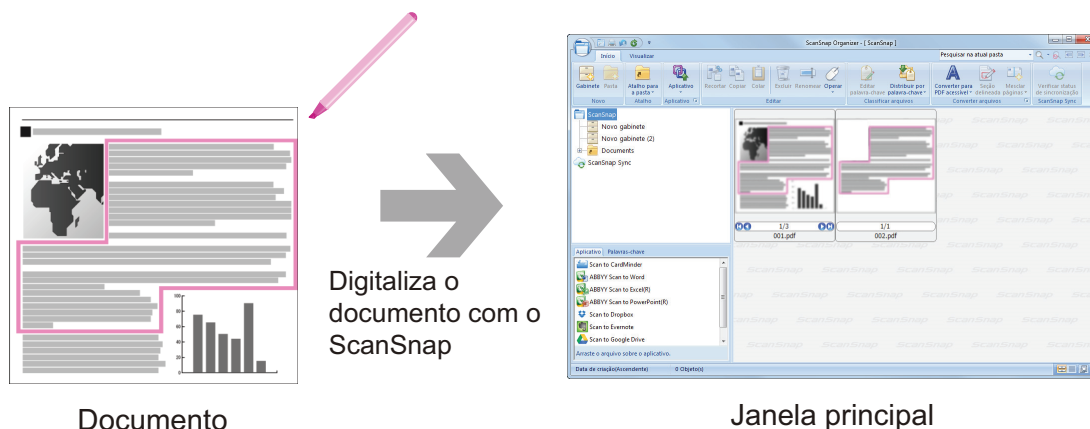 ScanSnap Organizer - [ ScanSnap ]
Início Visualizar
Pesquisar na atual pasta
Gabinete Pasta Atalho para a pasta Aplicativo Recortar Copiar Colar Excluir Renomear Operar Editar palavra-chave Distribuir por palavra-chave Converter para PDF acessível Seção delineada Mesclar páginas Verificar status de sincronização
Novo Atalho Aplicativo Editar Classificar arquivos Converter arquivos ScanSnap Sync
ScanSnap
Novo gabinete
Novo gabinete (2)
Documents
ScanSnap Sync
1/3
001.pdf
1/1
002.pdf
Aplicativo Palavras-chave
Scan to CardMinder
ABBYY Scan to Word
ABBYY Scan to Excel(R)
ABBYY Scan to PowerPoint(R)
Scan to Dropbox
Scan to Evernote
Scan to Google Drive
Arraste o arquivo sobre o aplicativo.
Data de criação(Ascendente) 0 Objeto(s)
Digitaliza o
documento com o
ScanSnap
Documento
Janela principal